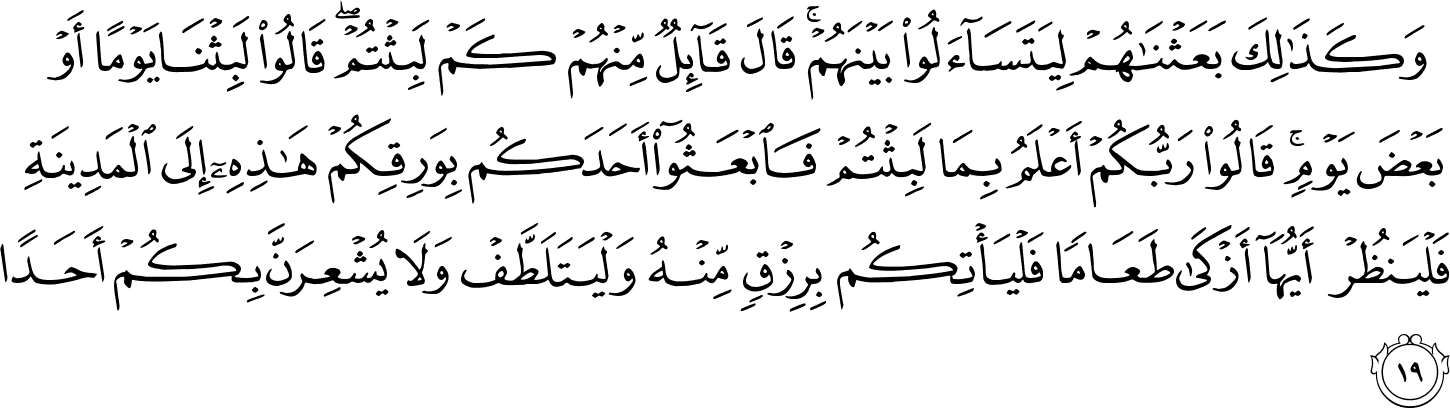 وَكَذَٰلِكَ بَعَثْنَٰهُمْ لِيَتَسَآءَلُوا۟ بَيْنَهُمْ ۚ قَالَ قَآئِلٌ مِّنْهُمْ كَمْ لَبِثْتُمْ ۖ قَالُوا۟ لَبِثْنَا يَوْمًا أَوْ
بَعْضَ يَوْمٍ ۚ قَالُوا۟ رَبُّكُمْ أَعْلَمُ بِمَا لَبِثْتُمْ فَٱبْعَثُوٓا۟ أَحَدَكُم بِوَرِقِكُمْ هَٰذِهِۦٓ إِلَى ٱلْمَدِينَةِ
فَلْيَنظُرْ أَيُّهَآ أَزْكَىٰ طَعَامًا فَلْيَأْتِكُم بِرِزْقٍ مِّنْهُ وَلْيَتَلَطَّفْ وَلَا يُشْعِرَنَّ بِكُمْ أَحَدًا
١٩